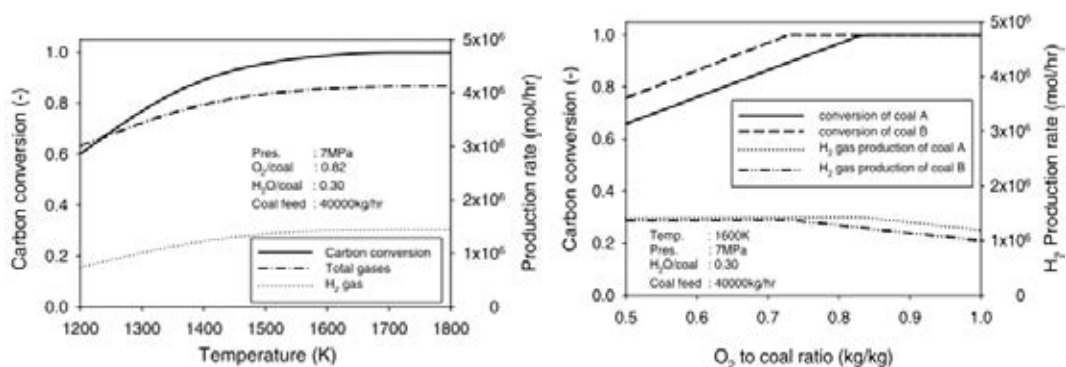 5x10⁶
1.0
4x10⁶
0.8
3x10⁶
0.6
Pres. : 7MPa
O₂/coal : 0.82
H₂O/coal : 0.30
Coal feed : 40000kg/hr
2x10⁶
0.4
1x10⁶
0.2
Carbon conversion
Total gases
H₂ gas
0.0
0
1200 1300 1400 1500 1600 1700 1800
Temperature (K)
Carbon conversion (-)
Production rate (mol/hr)
5x10⁶
1.0
4x10⁶
0.8
conversion of coal A
conversion of coal B
H₂ gas production of coal A
H₂ gas production of coal B
3x10⁶
0.6
2x10⁶
0.4
1x10⁶
0.2
Temp. : 1600K
Pres. : 7MPa
H₂O/coal : 0.30
Coal feed : 40000kg/hr
0.0
0
0.5 0.6 0.7 0.8 0.9 1.0
O₂ to coal ratio (kg/kg)
Carbon conversion (-)
H₂ Production rate (mol/hr)